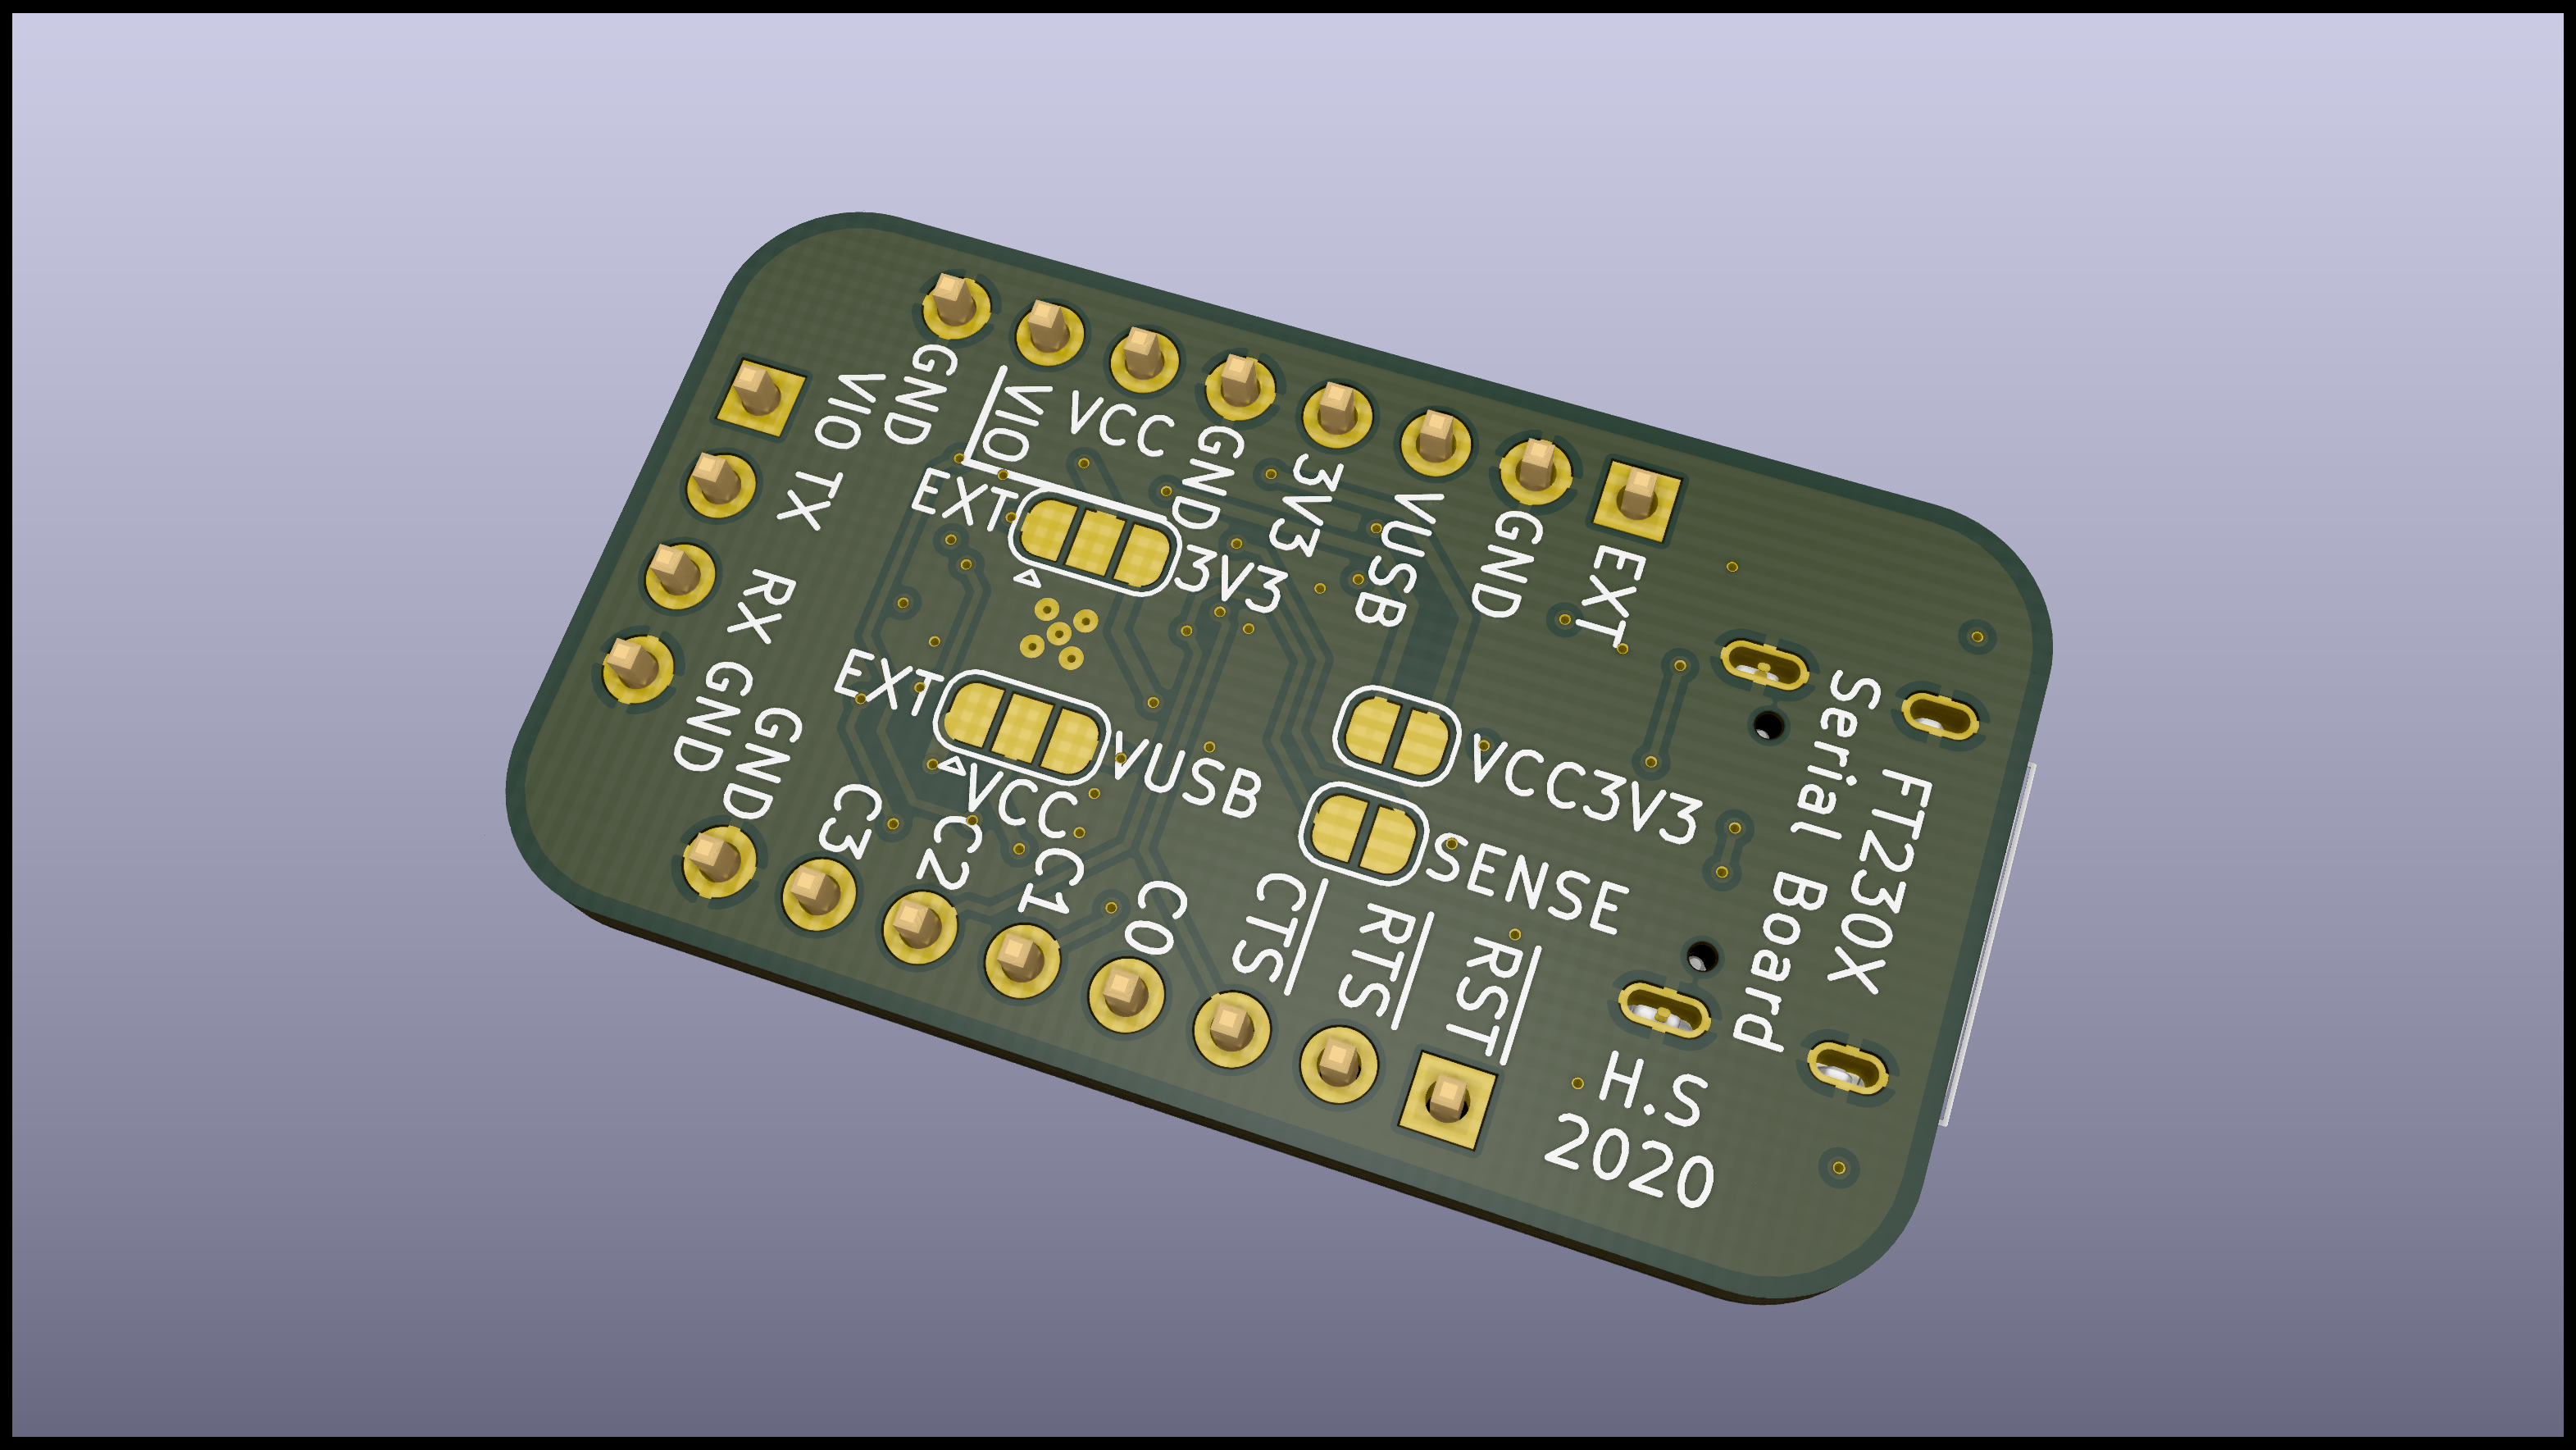 GND
VIO
VCC
GND
3V3
VUSB
GND
EXT
VIO
TX
RX
GND
EXT
3V3
EXT
VUSB
VCC
VCC3V3
SENSE
GND
C3
C2
C1
C0
CTS
RTS
RST
FT230X
Serial Board
H.S
2020